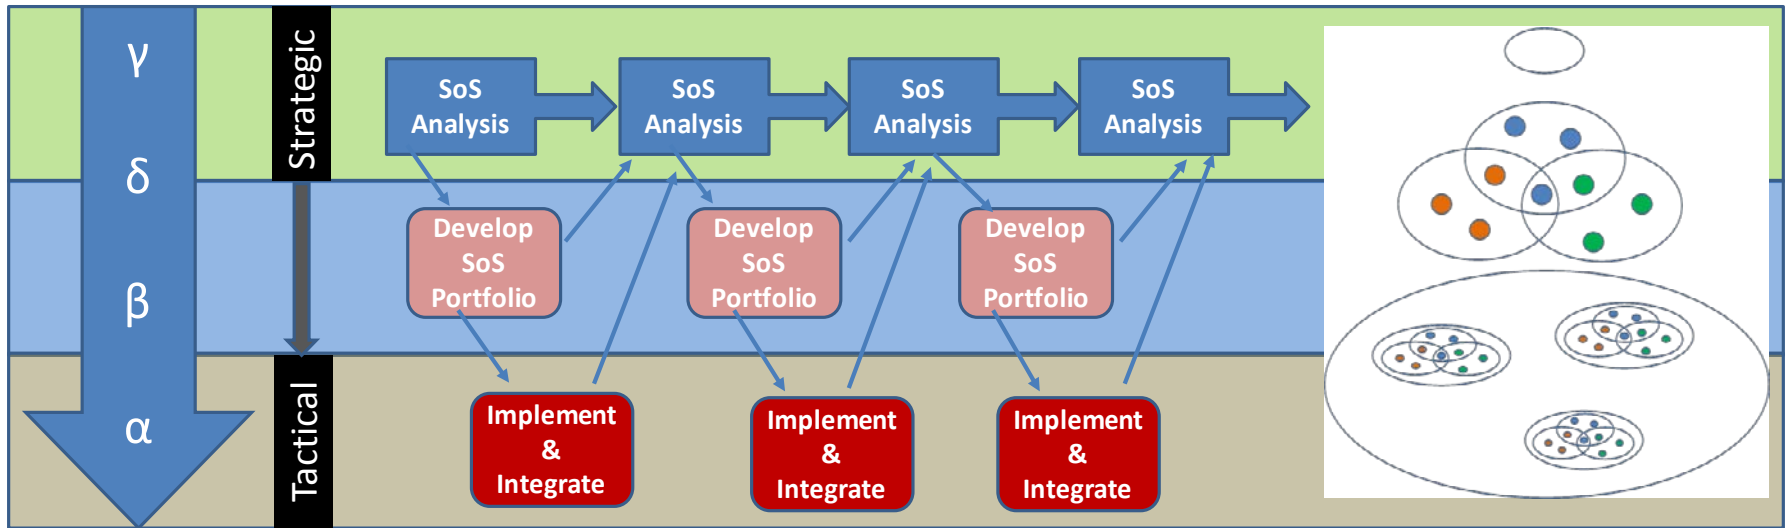 γ
δ
β
α
Strategic
Tactical
SoS
Analysis
SoS
Analysis
SoS
Analysis
SoS
Analysis
Develop
SoS
Portfolio
Develop
SoS
Portfolio
Develop
SoS
Portfolio
Implement
&
Integrate
Implement
&
Integrate
Implement
&
Integrate